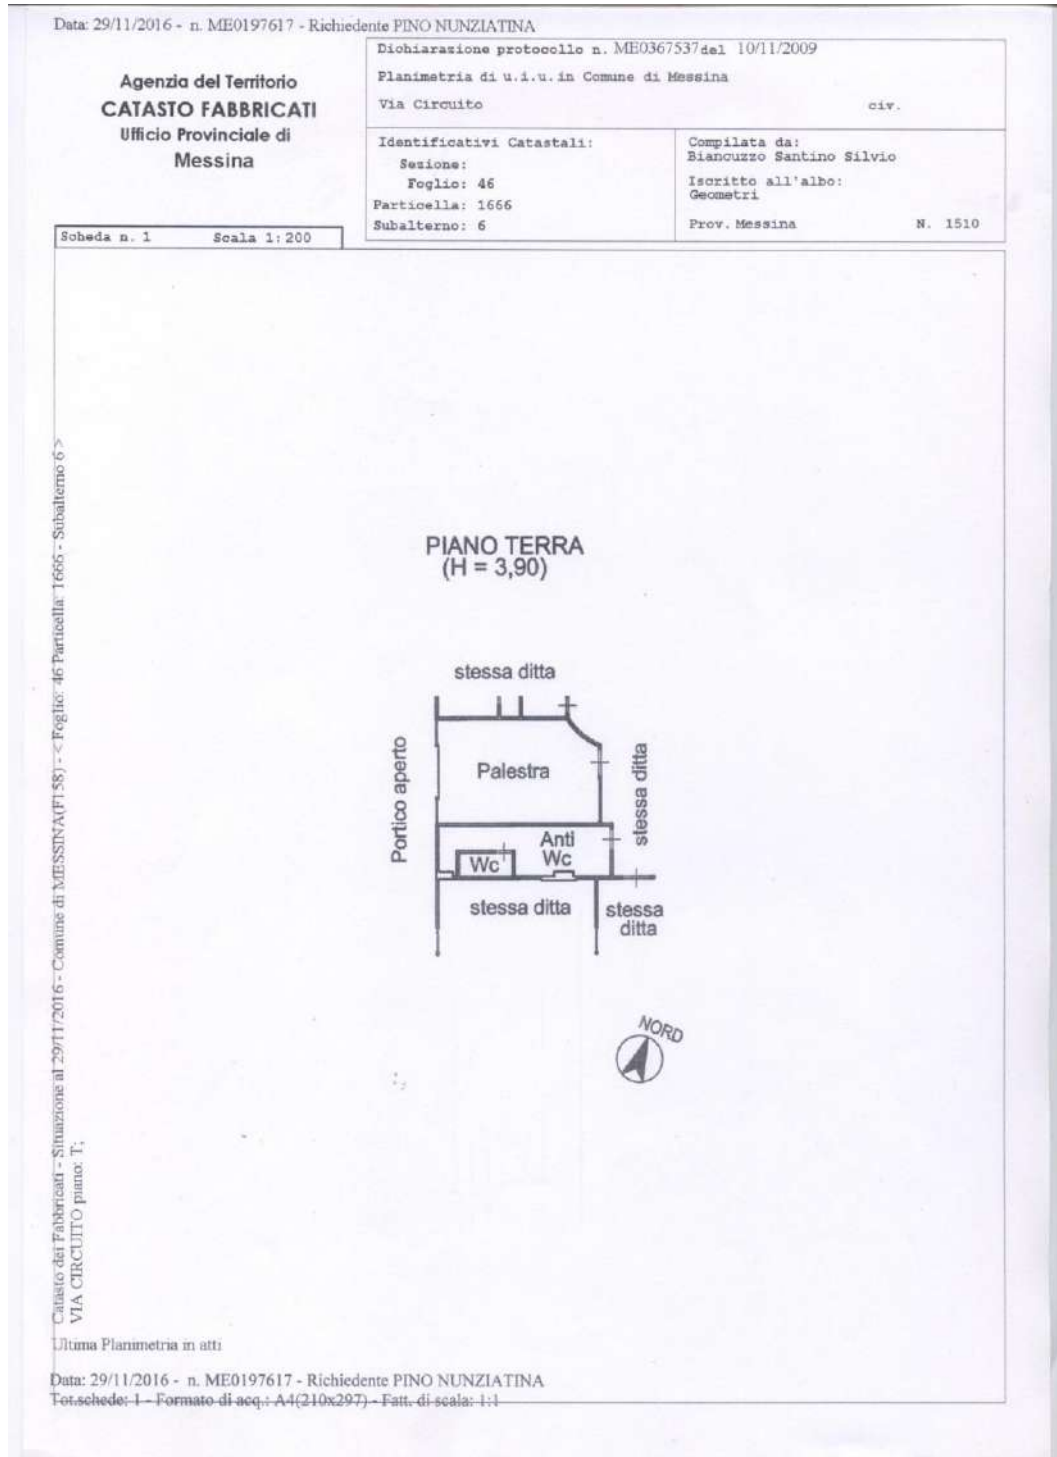 Data: 29/11/2016 - n. ME0197617 - Richiedente PINO NUNZIATINA
Agenzia del Territorio
CATASTO FABBRICATI
Ufficio Provinciale di
Messina
Dichiarazione protocollo n. ME0367537del 10/11/2009
Planimetria di u.i.u.in Comune di Messina
Via Circuito civ.
Identificativi Catastali:
Sezione:
Foglio: 46
Particella: 1666
Subalterno: 6
Compilata da:
Biancuzzo Santino Silvio
Iscritto all'albo:
Geometri
Prov. Messina N. 1510
Scheda n. 1 Scala 1:200
PIANO TERRA
(H = 3,90)
stessa ditta
Portico aperto
Palestra
stessa ditta
Anti
Wc
Wc
stessa ditta
stessa
ditta
NORD
Catasto dei Fabbricati - Situazione al 29/11/2016 - Comune di MESSINA(F158) - < Foglio: 46 Particella: 1666 - Subalterno 6 >
VIA CIRCUITO piano: T;
Ultima Planimetria in atti
Data: 29/11/2016 - n. ME0197617 - Richiedente PINO NUNZIATINA
Tot.schede: 1 - Formato di acq.: A4(210x297) - Fatt. di scala: 1:1